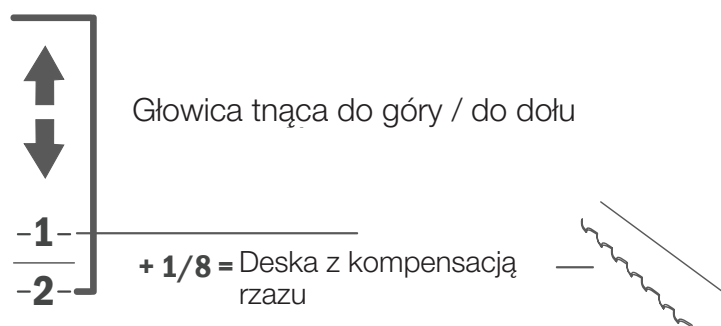 Głowica tnąca do góry / do dołu
-1-
+ 1/8 = Deska z kompensacją
rzazu
-2-